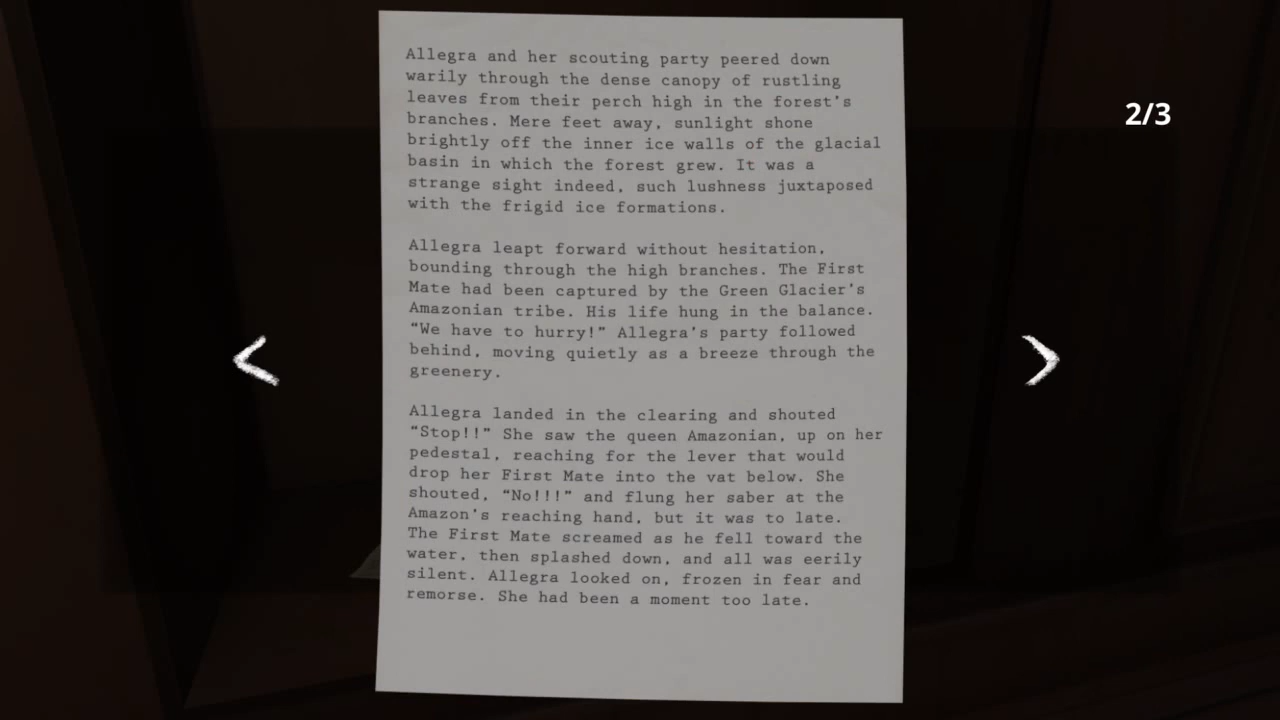 Allegra and her scouting party peered down
warily through the dense canopy of rustling
leaves from their perch high in the forest's
branches. Mere feet away, sunlight shone
brightly off the inner ice walls of the glacial
basin in which the forest grew. It was a
strange sight indeed, such lushness juxtaposed
with the frigid ice formations.
Allegra leapt forward without hesitation,
bounding through the high branches. The First
Mate had been captured by the Green Glacier's
Amazonian tribe. His life hung in the balance.
“We have to hurry!” Allegra's party followed
behind, moving quietly as a breeze through the
greenery.
Allegra landed in the clearing and shouted
“Stop!!” She saw the queen Amazonian, up on her
pedestal, reaching for the lever that would
drop her First Mate into the vat below. She
shouted, “No!!!” and flung her saber at the
Amazon's reaching hand, but it was to late.
The First Mate screamed as he fell toward the
water, then splashed down, and all was eerily
silent. Allegra looked on, frozen in fear and
remorse. She had been a moment too late.
2/3